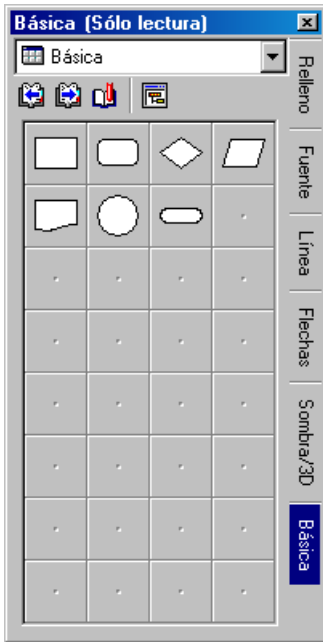 Básica (Sólo lectura)
Básica
Relleno
Fuente
Línea
Flechas
Sombra/3D
Básica